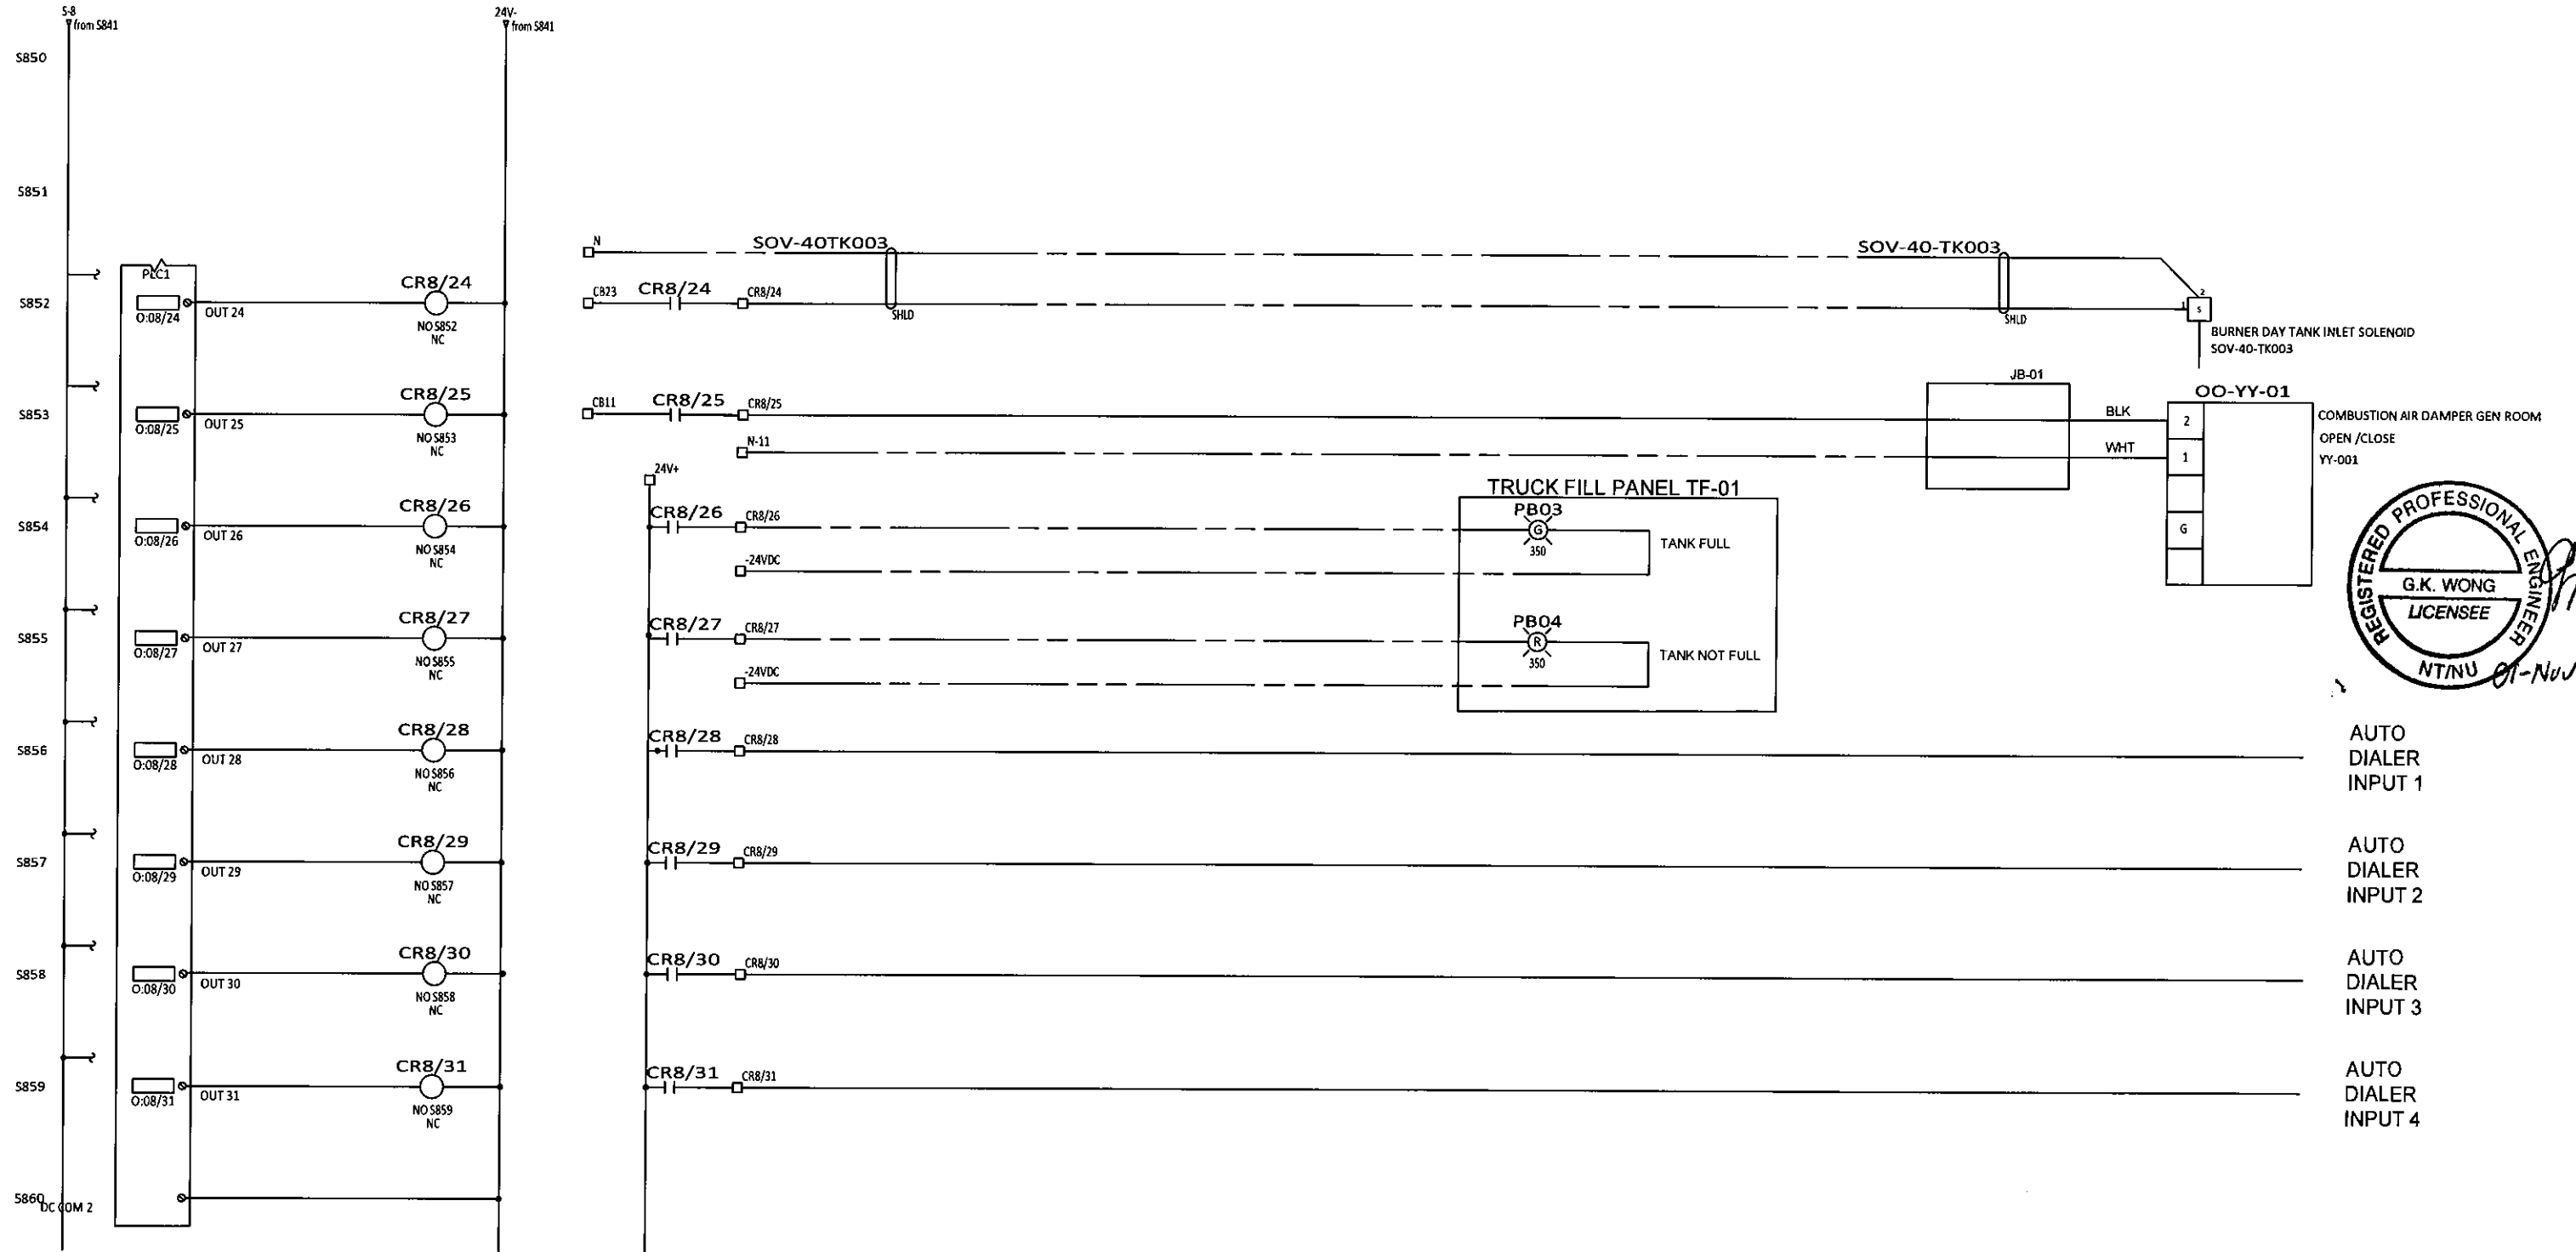 S-8
from S841
24V-
from S841
S850
S851
N
SOV-40TK003
SOV-40-TK003
PLC1
S852
O:08/24
OUT 24
CR8/24
NO S852
NC
CB23
CR8/24
CR8/24
SHLD
SHLD
1
2
S
BURNER DAY TANK INLET SOLENOID
SOV-40-TK003
S853
O:08/25
OUT 25
CR8/25
NO S853
NC
CB11
CR8/25
CR8/25
N-11
JB-01
BLK
WHT
OO-YY-01
2
1
G
COMBUSTION AIR DAMPER GEN ROOM
OPEN /CLOSE
YY-001
24V+
TRUCK FILL PANEL TF-01
S854
O:08/26
OUT 26
CR8/26
NO S854
NC
CR8/26
CR8/26
-24VDC
PB03
G
350
TANK FULL
S855
O:08/27
OUT 27
CR8/27
NO S855
NC
CR8/27
CR8/27
-24VDC
PB04
R
350
TANK NOT FULL
REGISTERED PROFESSIONAL ENGINEER
G.K. WONG
LICENSEE
NT/NU
01-Nov
S856
O:08/28
OUT 28
CR8/28
NO S856
NC
CR8/28
CR8/28
AUTO
DIALER
INPUT 1
S857
O:08/29
OUT 29
CR8/29
NO S857
NC
CR8/29
CR8/29
AUTO
DIALER
INPUT 2
S858
O:08/30
OUT 30
CR8/30
NO S858
NC
CR8/30
CR8/30
AUTO
DIALER
INPUT 3
S859
O:08/31
OUT 31
CR8/31
NO S859
NC
CR8/31
CR8/31
AUTO
DIALER
INPUT 4
S860
DC COM 2